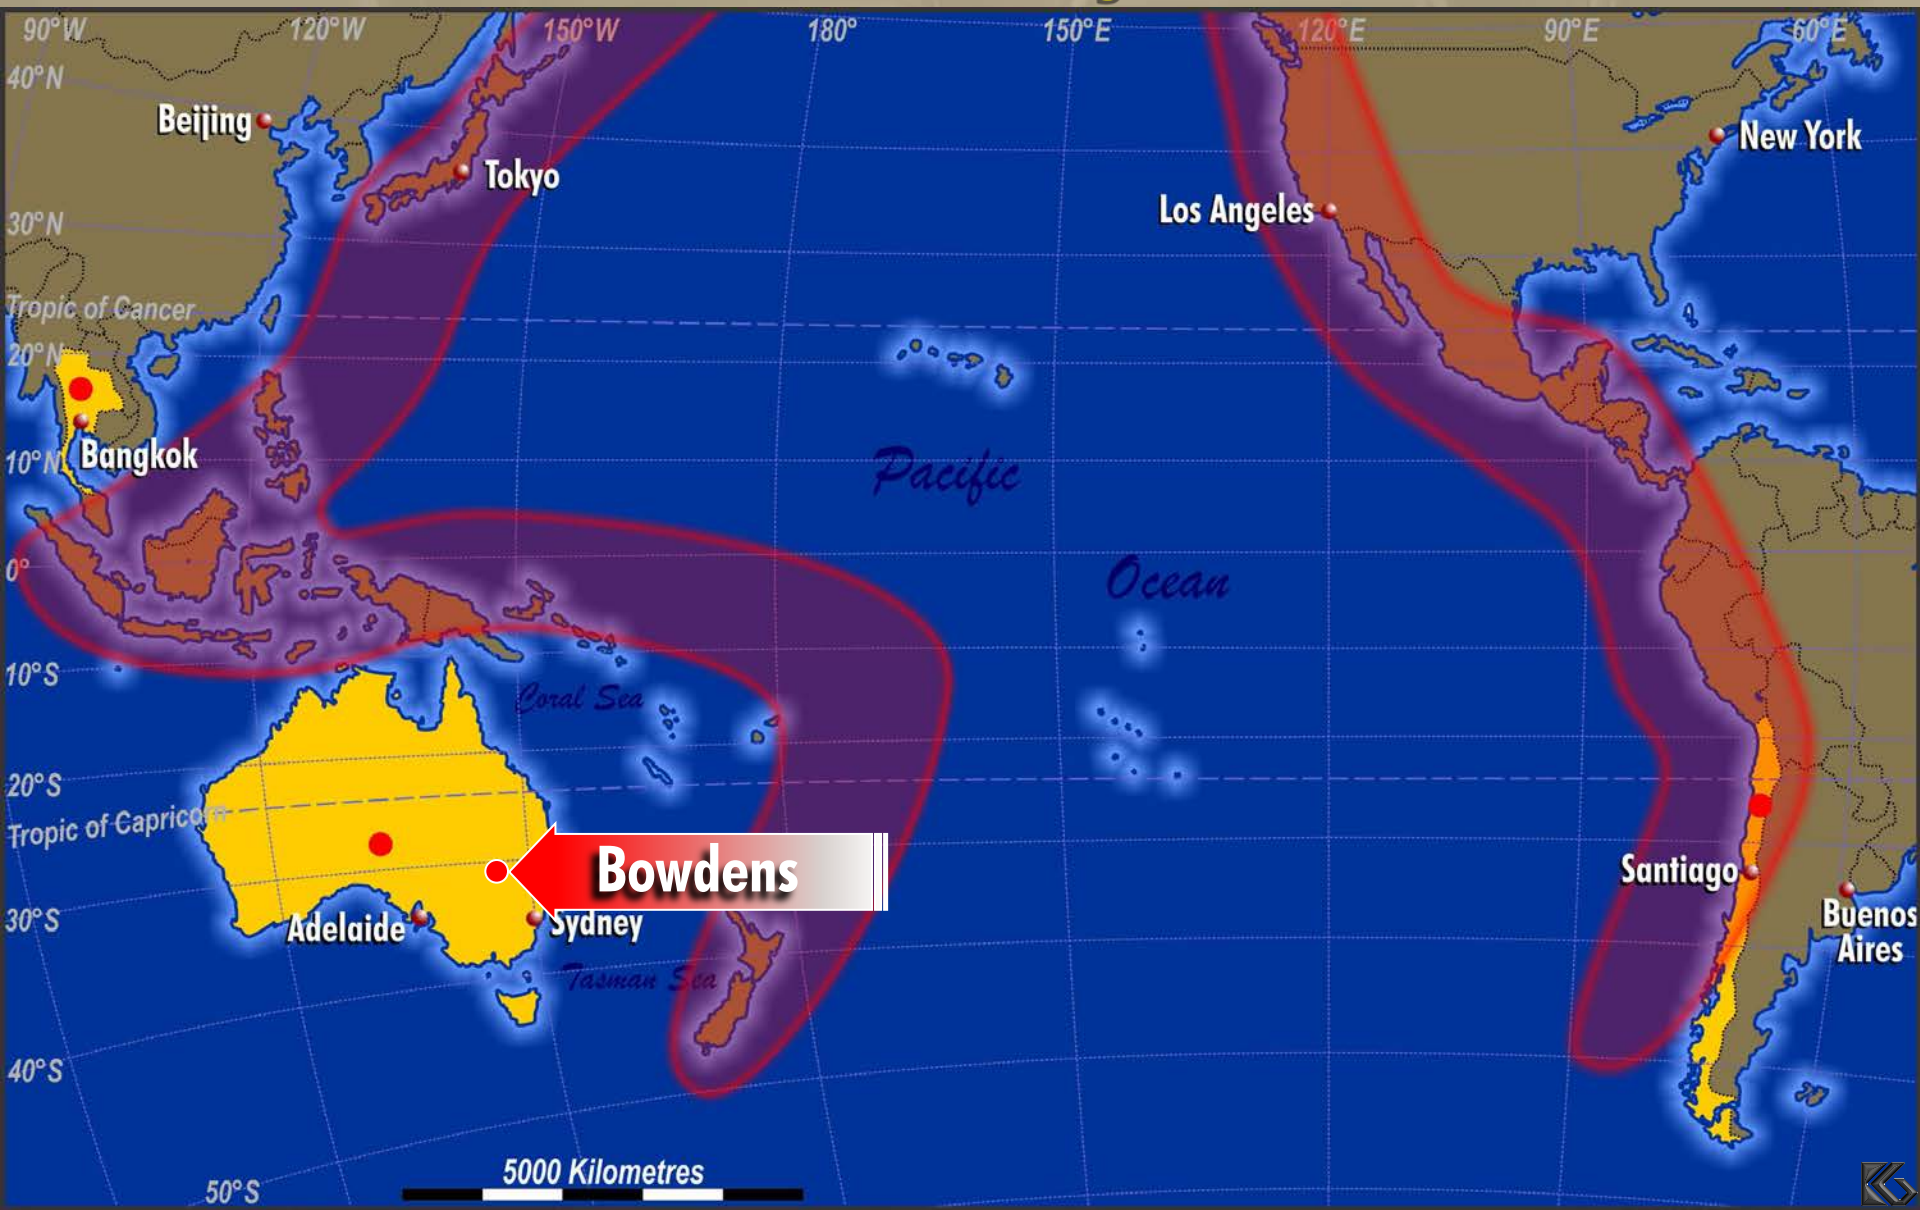 90°W
120°W
150°W
180°
150°E
120°E
90°E
60°E
40°N
Beijing
New York
Tokyo
Los Angeles
30°N
Tropic of Cancer
20°N
Bangkok
10°N
Pacific
0°
Ocean
10°S
Coral Sea
20°S
Tropic of Capricorn
Bowdens
Santiago
30°S
Adelaide
Sydney
Buenos
Aires
Tasman Sea
40°S
5000 Kilometres
50°S